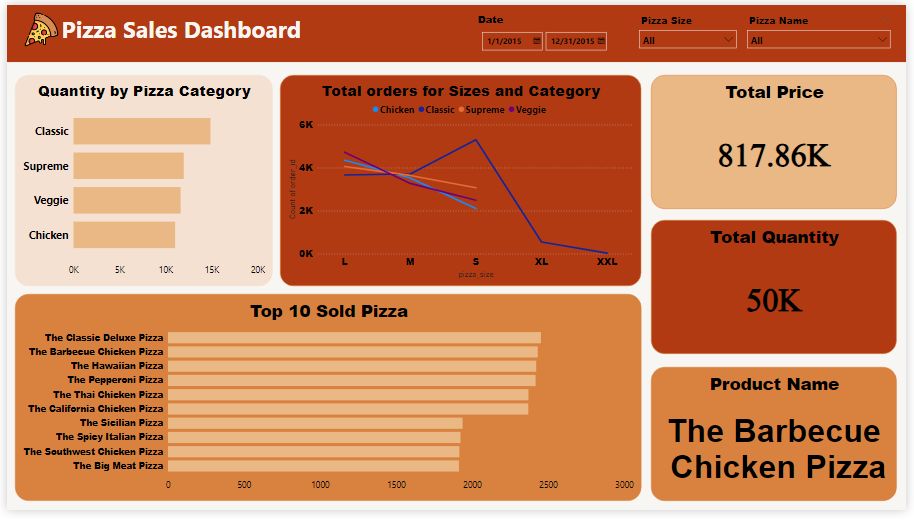 Pizza Sales Dashboard
Date
1/1/2015
12/31/2015
Pizza Size
All
Pizza Name
All
Quantity by Pizza Category
Classic
Supreme
Veggie
Chicken
0K 5K 10K 15K 20K
Total orders for Sizes and Category
Chicken Classic Supreme Veggie
Count of order_id
6K
4K
2K
0K
L M S XL XXL
pizza_size
Total Price
817.86K
Total Quantity
50K
Top 10 Sold Pizza
The Classic Deluxe Pizza
The Barbecue Chicken Pizza
The Hawaiian Pizza
The Pepperoni Pizza
The Thai Chicken Pizza
The California Chicken Pizza
The Sicilian Pizza
The Spicy Italian Pizza
The Southwest Chicken Pizza
The Big Meat Pizza
0 500 1000 1500 2000 2500 3000
Product Name
The Barbecue
Chicken Pizza